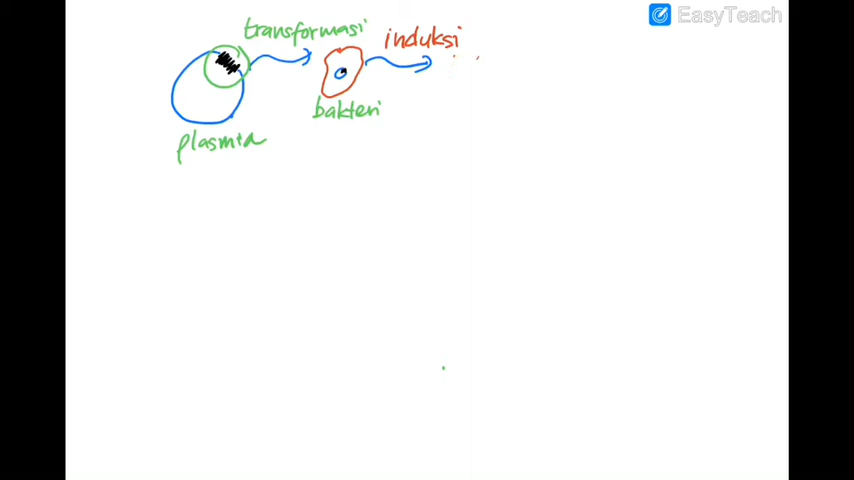 EasyTeach
transformasi
induksi
bakteri
plasmid